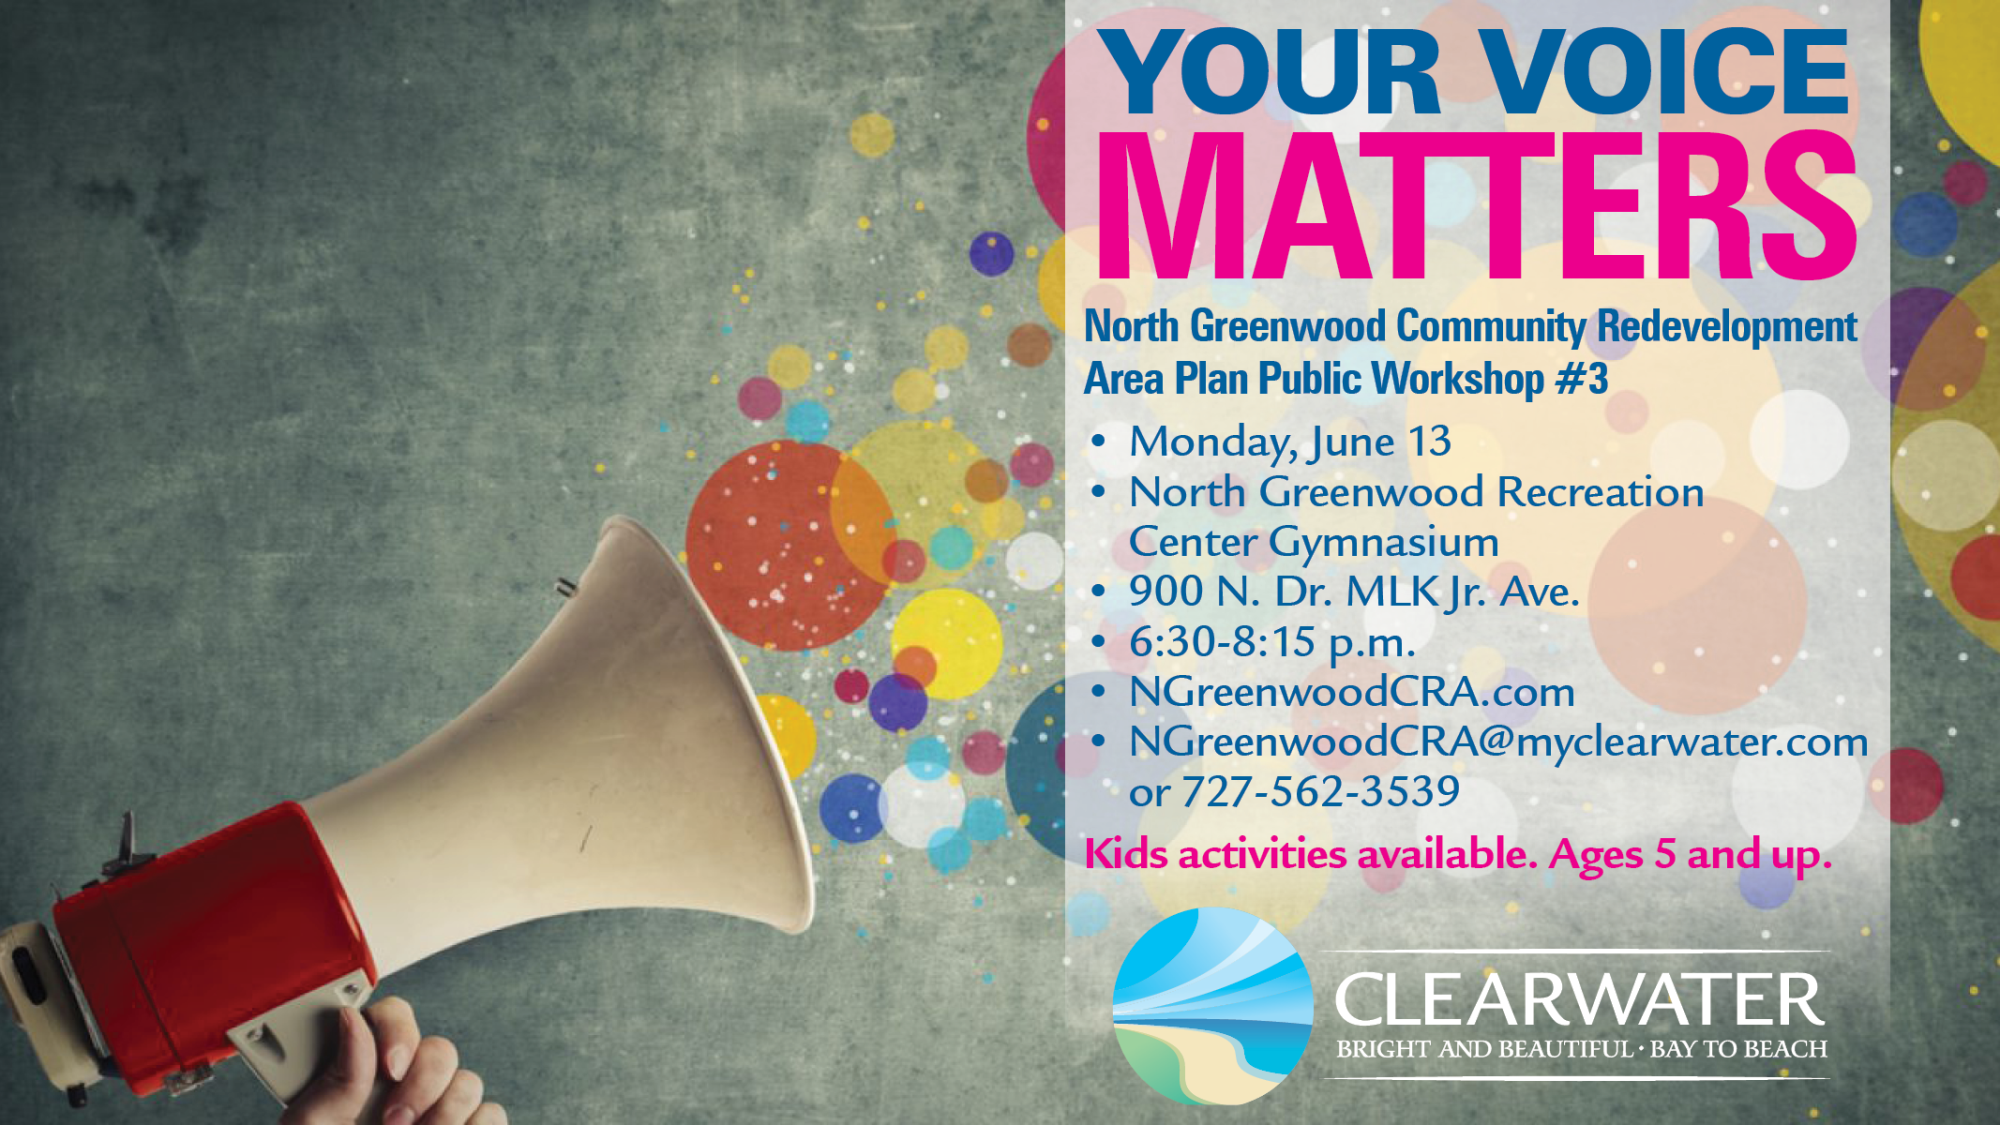 YOUR VOICE
MATTERS
North Greenwood Community Redevelopment
Area Plan Public Workshop #3
• Monday, June 13
• North Greenwood Recreation
Center Gymnasium
• 900 N. Dr. MLK Jr. Ave.
• 6:30-8:15 p.m.
• NGreenwoodCRA.com
• NGreenwoodCRA@myclearwater.com
or 727-562-3539
Kids activities available. Ages 5 and up.
CLEARWATER
BRIGHT AND BEAUTIFUL • BAY TO BEACH